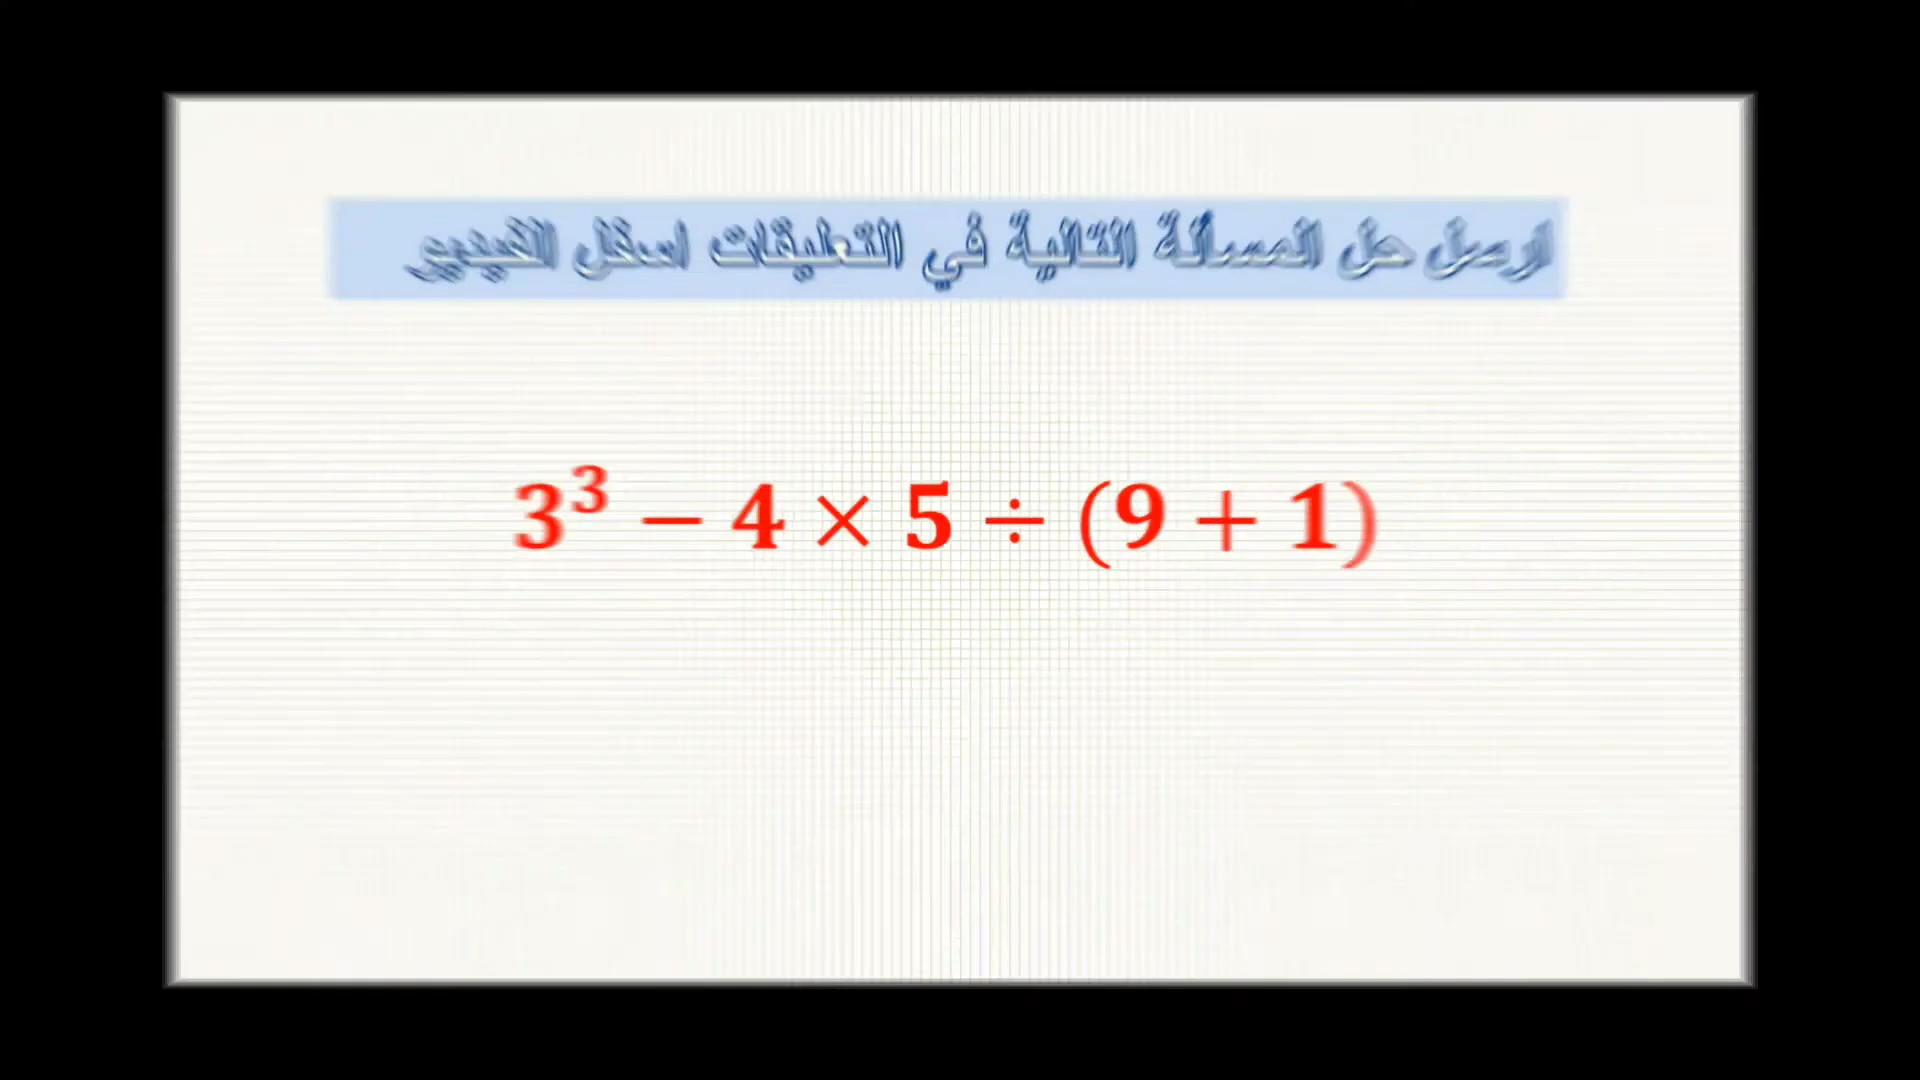 ارسل حل المسألة التالية في التعليقات اسفل الفيديو
3³ − 4 × 5 ÷ (9 + 1)